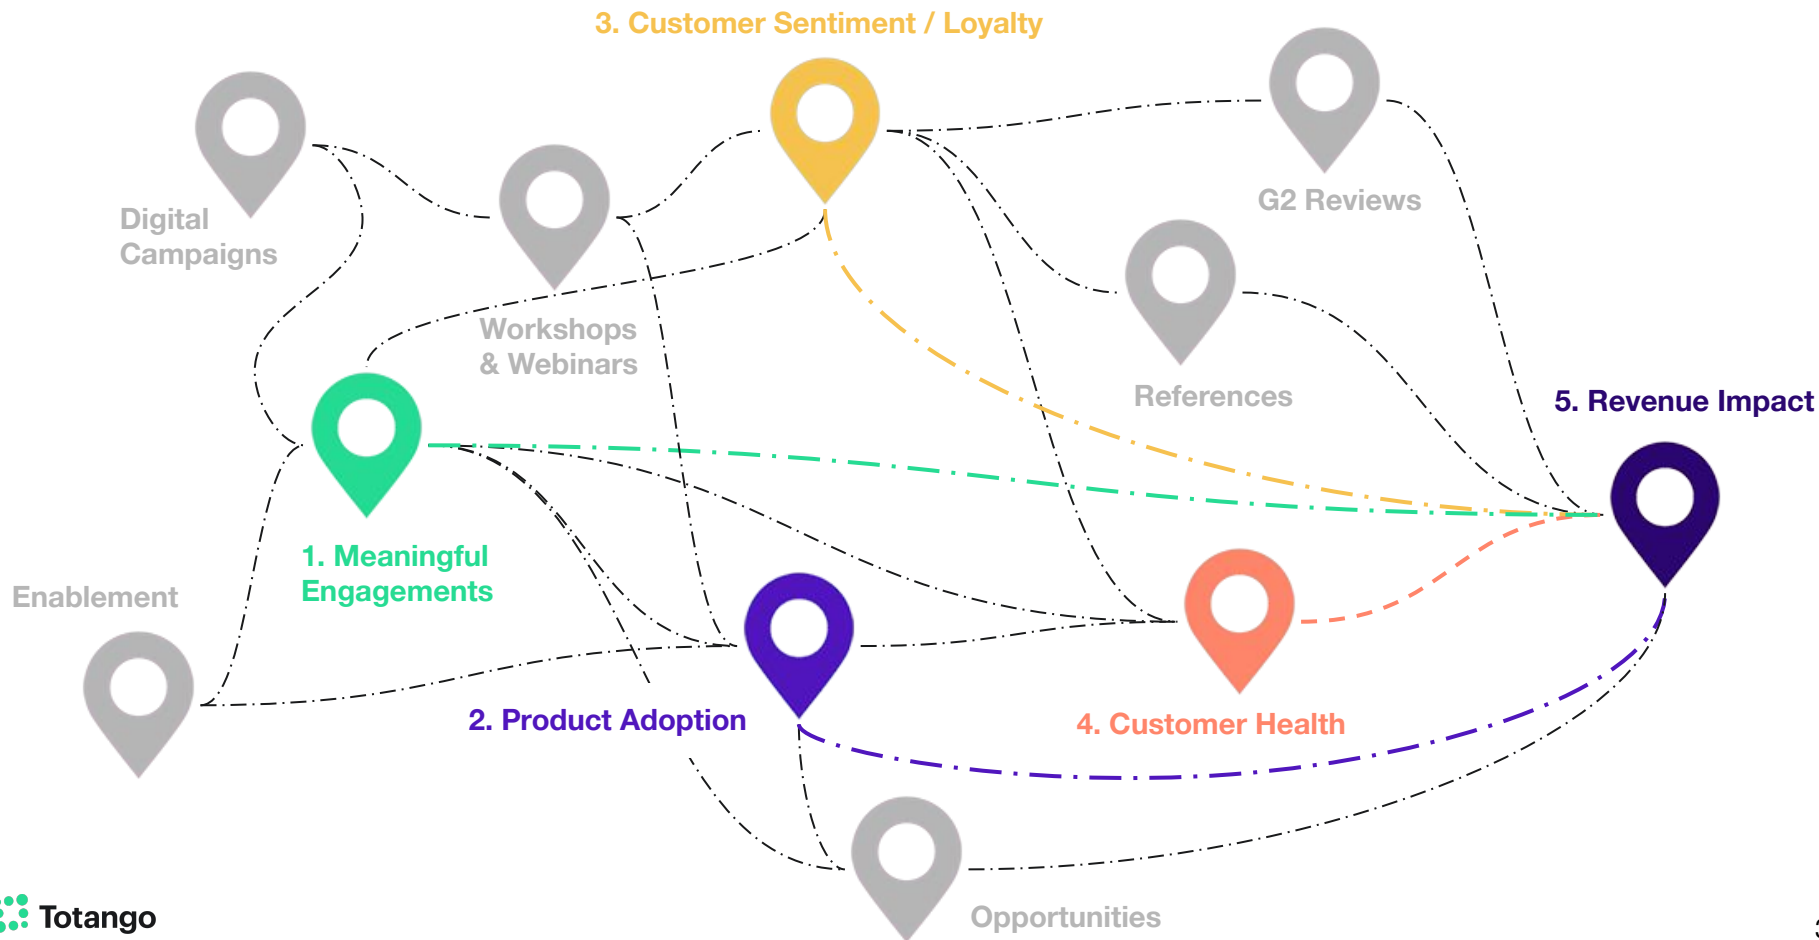 3. Customer Sentiment / Loyalty
G2 Reviews
Digital
Campaigns
Workshops
& Webinars
References
5. Revenue Impact
1. Meaningful
Engagements
Enablement
2. Product Adoption
4. Customer Health
Opportunities
Totango